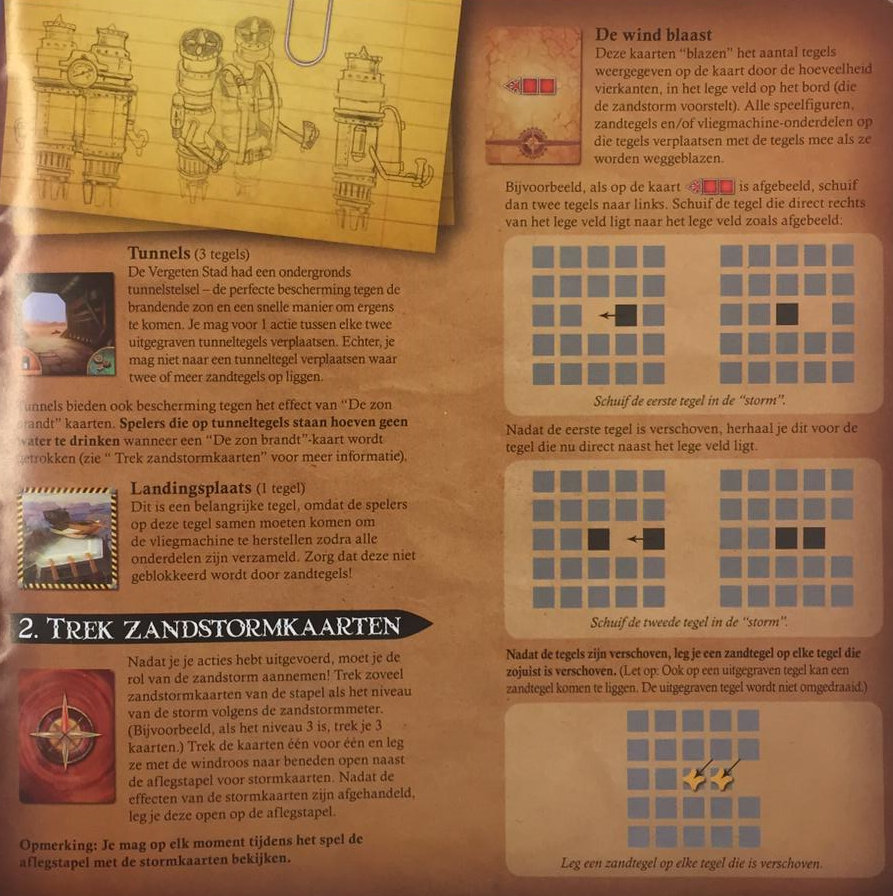 Tunnels (3 tegels)
De Vergeten Stad had een ondergronds
tunnelstelsel – de perfecte bescherming tegen de
brandende zon en een snelle manier om ergens
te komen. Je mag voor 1 actie tussen elke twee
uitgegraven tunneltegels verplaatsen. Echter, je
mag niet naar een tunneltegel verplaatsen waar
twee of meer zandtegels op liggen.
unnels bieden ook bescherming tegen het effect van “De zon
randt” kaarten. Spelers die op tunneltegels staan hoeven geen
water te drinken wanneer een “De zon brandt”-kaart wordt
getrokken (zie “ Trek zandstormkaarten” voor meer informatie).
Landingsplaats (1 tegel)
Dit is een belangrijke tegel, omdat de spelers
op deze tegel samen moeten komen om
de vliegmachine te herstellen zodra alle
onderdelen zijn verzameld. Zorg dat deze niet
geblokkeerd wordt door zandtegels!
2. TREK ZANDSTORMKAARTEN
Nadat je je acties hebt uitgevoerd, moet je de
rol van de zandstorm aannemen! Trek zoveel
zandstormkaarten van de stapel als het niveau
van de storm volgens de zandstormmeter.
(Bijvoorbeeld, als het niveau 3 is, trek je 3
kaarten.) Trek de kaarten één voor één en leg
ze met de windroos naar beneden open naast
de aflegstapel voor stormkaarten. Nadat de
effecten van de stormkaarten zijn afgehandeld,
leg je deze open op de aflegstapel.
Opmerking: Je mag op elk moment tijdens het spel de
aflegstapel met de stormkaarten bekijken.
De wind blaast
Deze kaarten “blazen” het aantal tegels
weergegeven op de kaart door de hoeveelheid
vierkanten, in het lege veld op het bord (die
de zandstorm voorstelt). Alle speelfiguren,
zandtegels en/of vliegmachine-onderdelen op
die tegels verplaatsen met de tegels mee als ze
worden weggeblazen.
Bijvoorbeeld, als op de kaart is afgebeeld, schuif
dan twee tegels naar links. Schuif de tegel die direct rechts
van het lege veld ligt naar het lege veld zoals afgebeeld:
Schuif de eerste tegel in de “storm”.
Nadat de eerste tegel is verschoven, herhaal je dit voor de
tegel die nu direct naast het lege veld ligt.
Schuif de tweede tegel in de “storm”.
Nadat de tegels zijn verschoven, leg je een zandtegel op elke tegel die
zojuist is verschoven. (Let op: Ook op een uitgegraven tegel kan een
zandtegel komen te liggen. De uitgegraven tegel wordt niet omgedraaid.)
Leg een zandtegel op elke tegel die is verschoven.